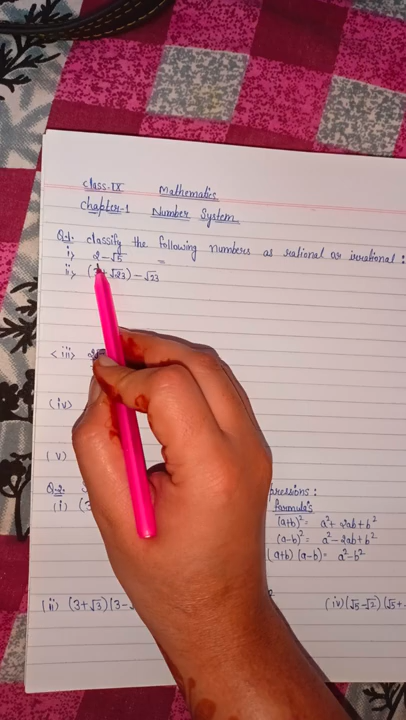 Class:IX Mathematics
Chapter-1 Number System
Q.1. classify the following numbers as rational or irrational:
i> 2-√5 =
ii> ( +√23) - √23
<iii>
(iv)
(v)
Q.2.
(i) (3
Formula's
(a+b)² = a² + 2ab + b²
(a-b)² = a² - 2ab + b²
(a+b) (a-b) = a² - b²
(ii) (3+√3) (3- (iv) (√5-√2) (√5+